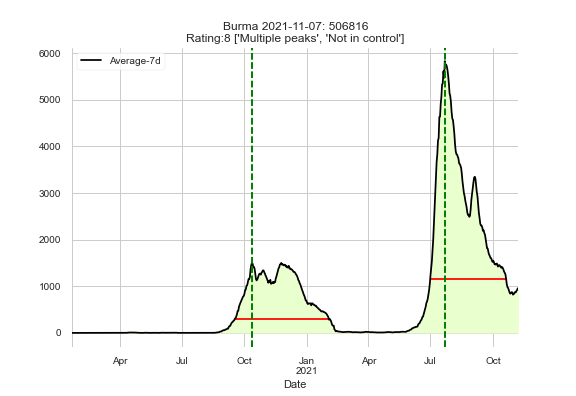 Burma 2021-11-07: 506816
Rating:8 ['Multiple peaks', 'Not in control']
Average-7d
6000
5000
4000
3000
2000
1000
0
Apr Jul Oct Jan Apr Jul Oct
2021
Date